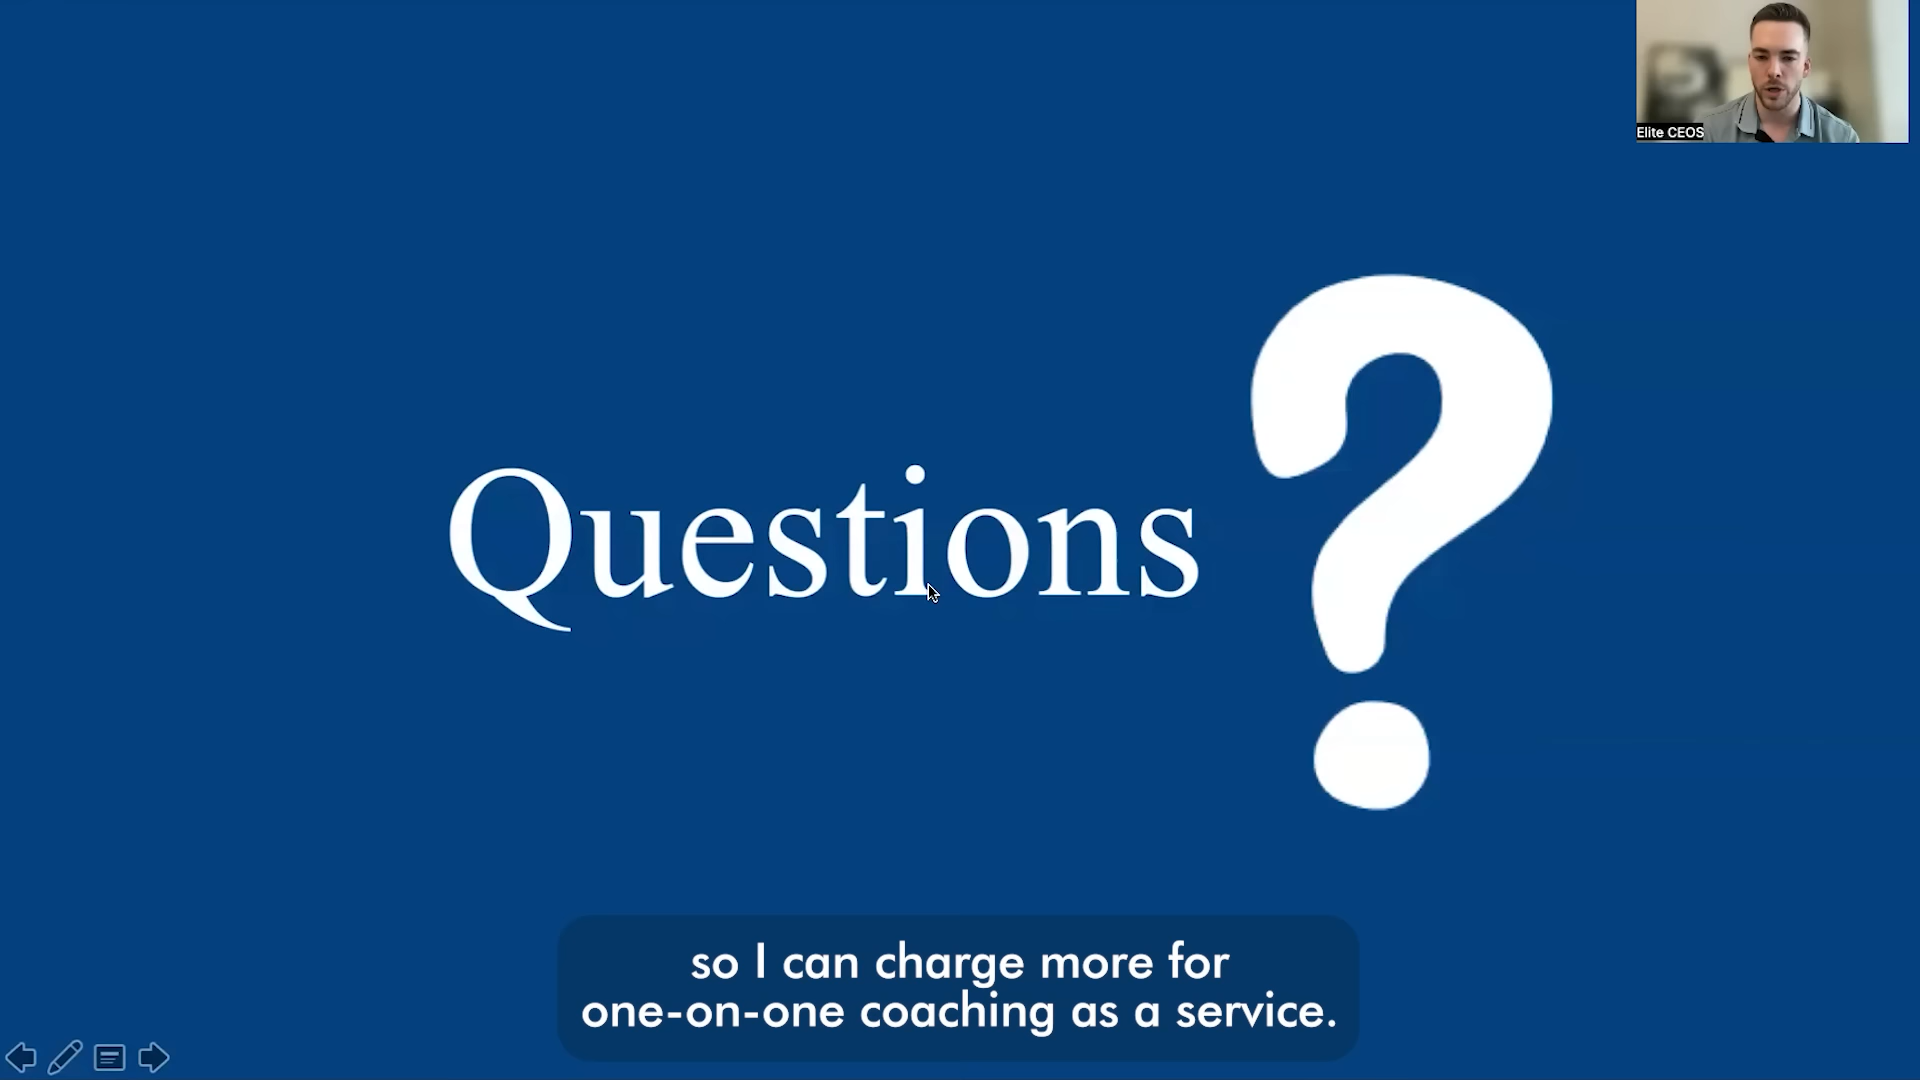 Elite CEOS
Questions ?
so I can charge more for
one-on-one coaching as a service.